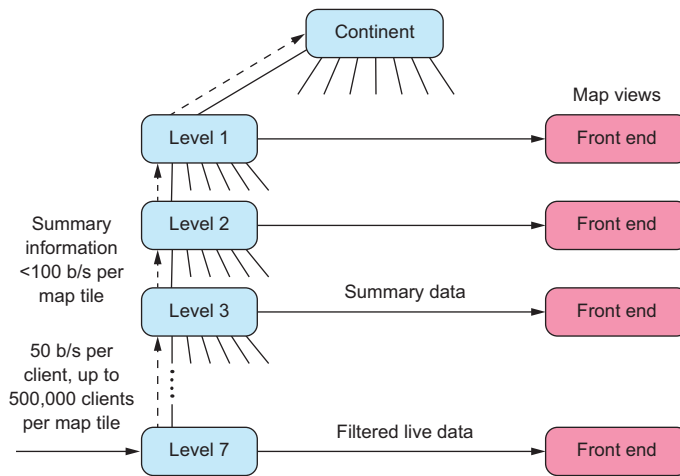 Continent
Map views
Level 1
Front end
Level 2
Front end
Summary
information
<100 b/s per
map tile
Level 3
Summary data
Front end
50 b/s per
client, up to
500,000 clients
per map tile
Level 7
Filtered live data
Front end